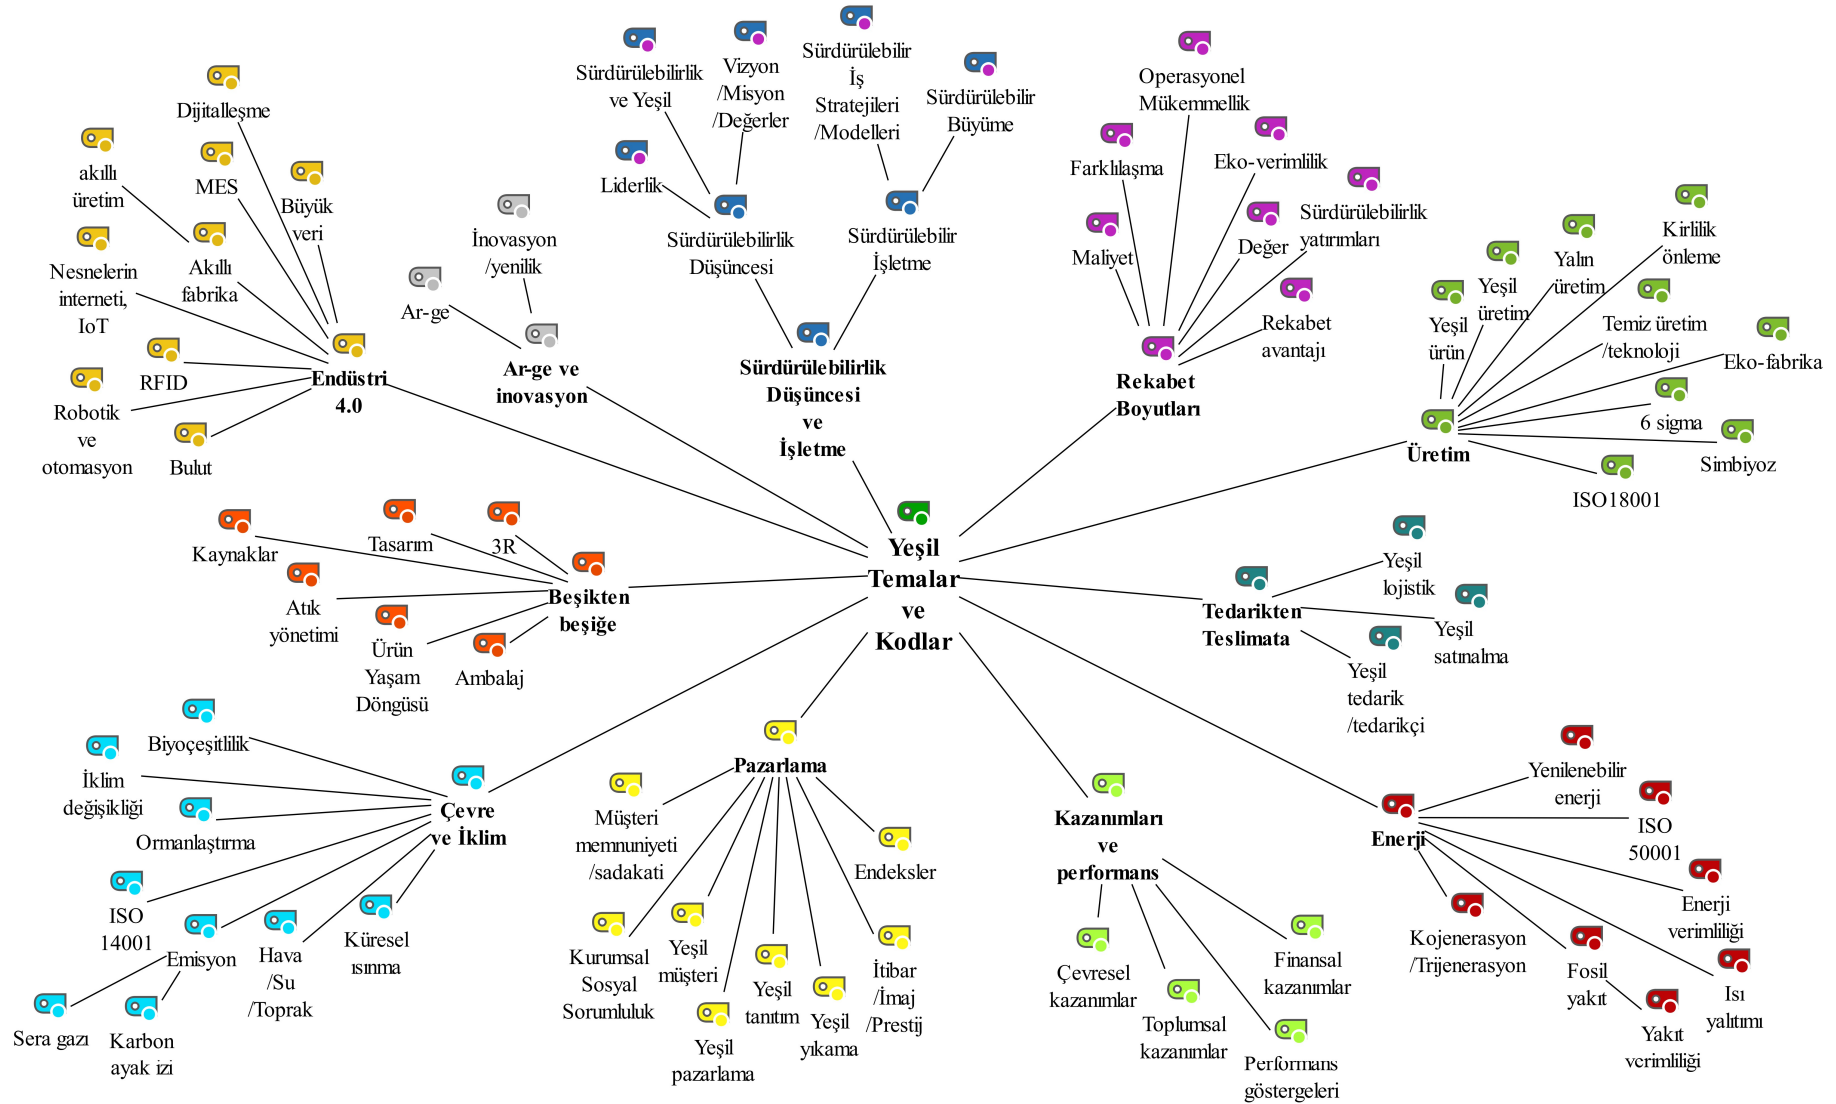 Sürdürülebilirlik
ve Yeşil
Vizyon
/Misyon
/Değerler
Sürdürülebilir
İş
Stratejileri
/Modelleri
Sürdürülebilir
Büyüme
Liderlik
Sürdürülebilirlik
Düşüncesi
Sürdürülebilir
İşletme
Sürdürülebilirlik
Düşüncesi
ve
İşletme
Dijitalleşme
akıllı
üretim
MES
Büyük
veri
Nesnelerin
interneti,
IoT
Akıllı
fabrika
RFID
Robotik
ve
otomasyon
Bulut
Endüstri
4.0
İnovasyon
/yenilik
Ar-ge
Ar-ge ve
inovasyon
Operasyonel
Mükemmellik
Farklılaşma
Eko-verimlilik
Maliyet
Değer
Sürdürülebilirlik
yatırımları
Rekabet
avantajı
Rekabet
Boyutları
Kirlilik
önleme
Yalın
üretim
Yeşil
üretim
Yeşil
ürün
Temiz üretim
/teknoloji
Eko-fabrika
6 sigma
Simbiyoz
ISO18001
Üretim
Yeşil
Temalar
ve
Kodlar
Kaynaklar
Tasarım
3R
Atık
yönetimi
Ürün
Yaşam
Döngüsü
Ambalaj
Beşikten
beşiğe
Yeşil
lojistik
Yeşil
satınalma
Yeşil
tedarik
/tedarikçi
Tedarikten
Teslimata
Biyoçeşitlilik
İklim
değişikliği
Ormanlaştırma
ISO
14001
Emisyon
Sera gazı
Karbon
ayak izi
Hava
/Su
/Toprak
Küresel
ısınma
Çevre
ve İklim
Pazarlama
Müşteri
memnuniyeti
/sadakati
Kurumsal
Sosyal
Sorumluluk
Yeşil
müşteri
Yeşil
pazarlama
Yeşil
tanıtım
Yeşil
yıkama
İtibar
/İmaj
/Prestij
Endeksler
Kazanımları
ve
performans
Çevresel
kazanımlar
Toplumsal
kazanımlar
Performans
göstergeleri
Finansal
kazanımlar
Enerji
Yenilenebilir
enerji
ISO
50001
Enerji
verimliliği
Kojenerasyon
/Trijenerasyon
Fosil
yakıt
Yakıt
verimliliği
Isı
yalıtımı